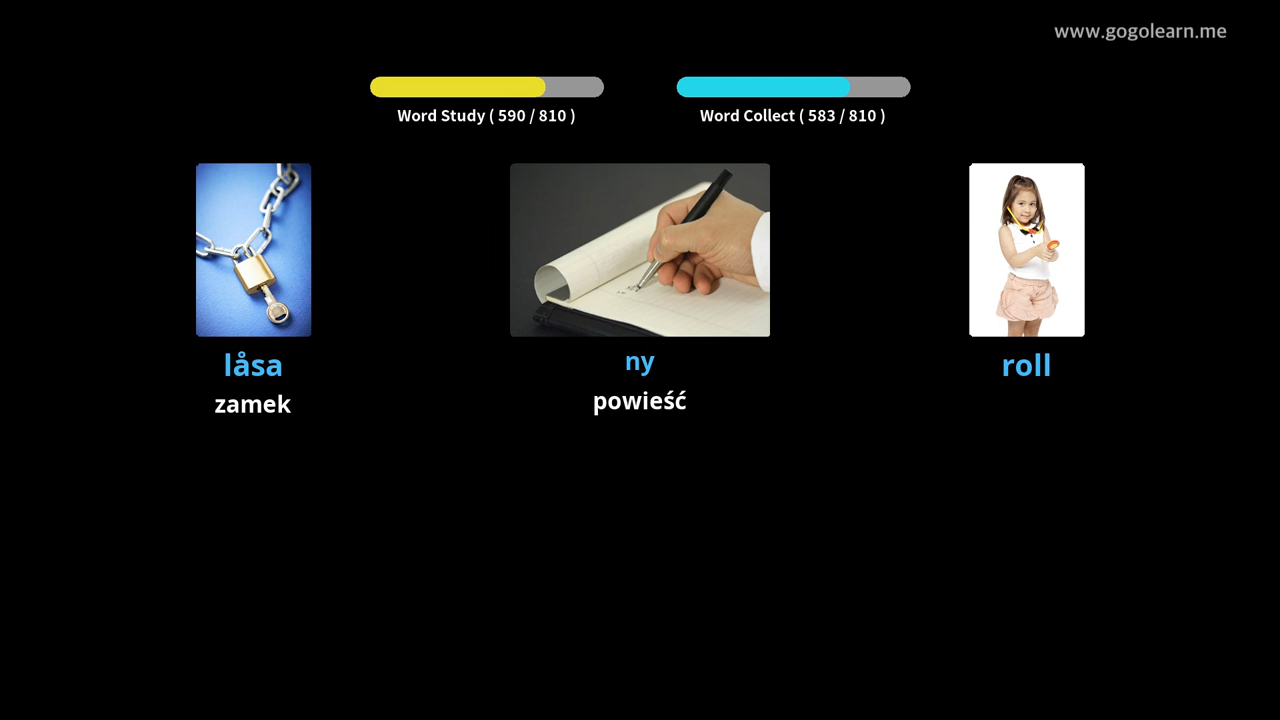 www.gogolearn.me
Word Study ( 590 / 810 )
Word Collect ( 583 / 810 )
låsa
ny
roll
zamek
powieść